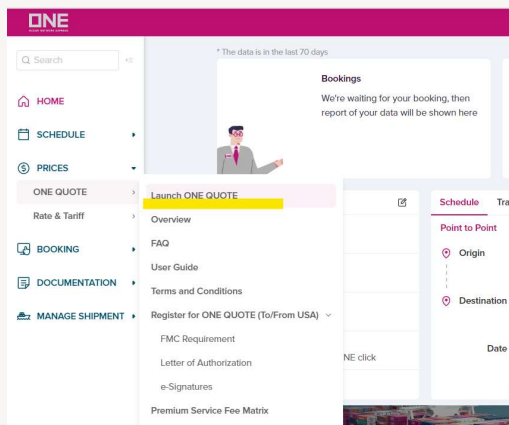 ONE
OCEAN NETWORK EXPRESS
Search
HOME
SCHEDULE
PRICES
ONE QUOTE
Rate & Tariff
BOOKING
DOCUMENTATION
MANAGE SHIPMENT
* The data is in the last 70 days
Bookings
We're waiting for your booking, then
report of your data will be shown here
Launch ONE QUOTE
Overview
FAQ
User Guide
Terms and Conditions
Register for ONE QUOTE (To/From USA)
FMC Requirement
Letter of Authorization
e-Signatures
Premium Service Fee Matrix
NE click
Schedule
Point to Point
Origin
Destination
Date